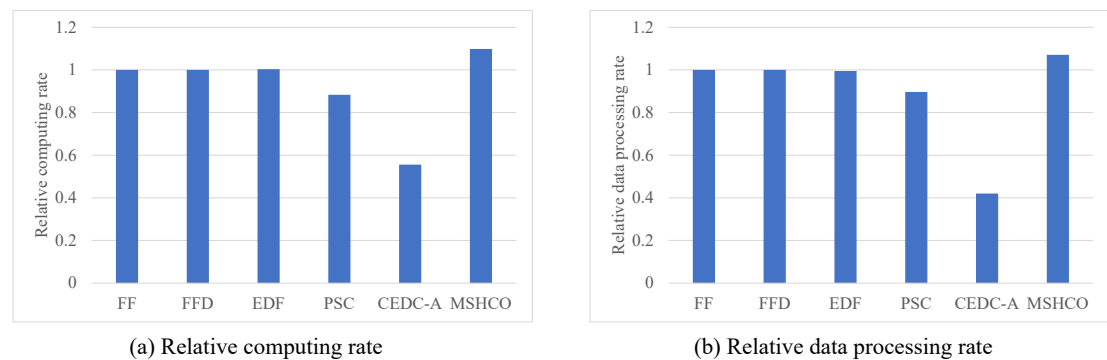 1.2
1
0.8
0.6
0.4
0.2
0
Relative computing rate
FF FFD EDF PSC CEDC-A MSHCO
(a) Relative computing rate
1.2
1
0.8
0.6
0.4
0.2
0
Relative data processing rate
FF FFD EDF PSC CEDC-A MSHCO
(b) Relative data processing rate